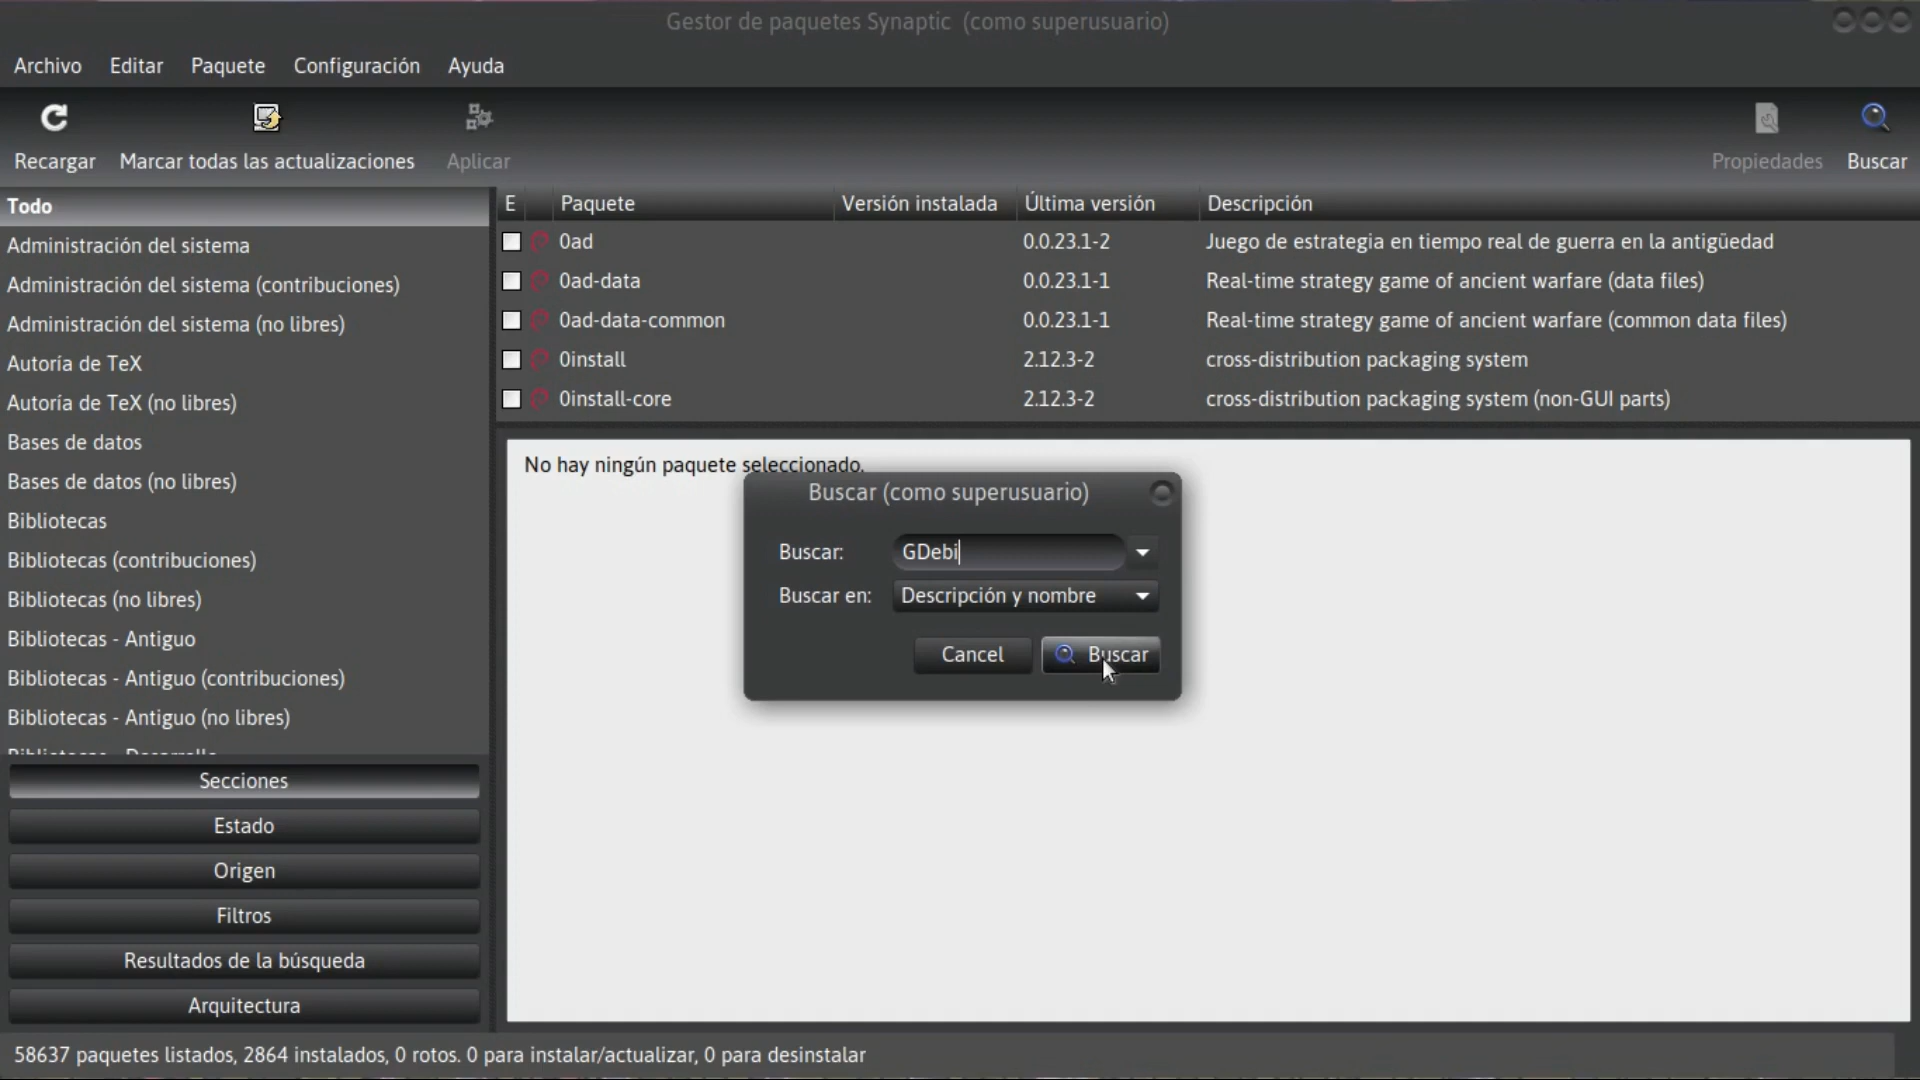 Gestor de paquetes Synaptic  (como superusuario)
Archivo Editar Paquete Configuración Ayuda
Recargar Marcar todas las actualizaciones Aplicar Propiedades Buscar
Todo
Administración del sistema
Administración del sistema (contribuciones)
Administración del sistema (no libres)
Autoría de TeX
Autoría de TeX (no libres)
Bases de datos
Bases de datos (no libres)
Bibliotecas
Bibliotecas (contribuciones)
Bibliotecas (no libres)
Bibliotecas - Antiguo
Bibliotecas - Antiguo (contribuciones)
Bibliotecas - Antiguo (no libres)
Bibliotecas - Desarrollo
Secciones
Estado
Origen
Filtros
Resultados de la búsqueda
Arquitectura
E Paquete Versión instalada Última versión Descripción
0ad 0.0.23.1-2 Juego de estrategia en tiempo real de guerra en la antigüedad
0ad-data 0.0.23.1-1 Real-time strategy game of ancient warfare (data files)
0ad-data-common 0.0.23.1-1 Real-time strategy game of ancient warfare (common data files)
0install 2.12.3-2 cross-distribution packaging system
0install-core 2.12.3-2 cross-distribution packaging system (non-GUI parts)
No hay ningún paquete seleccionado.
Buscar (como superusuario)
Buscar: GDebi
Buscar en: Descripción y nombre
Cancel Buscar
58637 paquetes listados, 2864 instalados, 0 rotos. 0 para instalar/actualizar, 0 para desinstalar